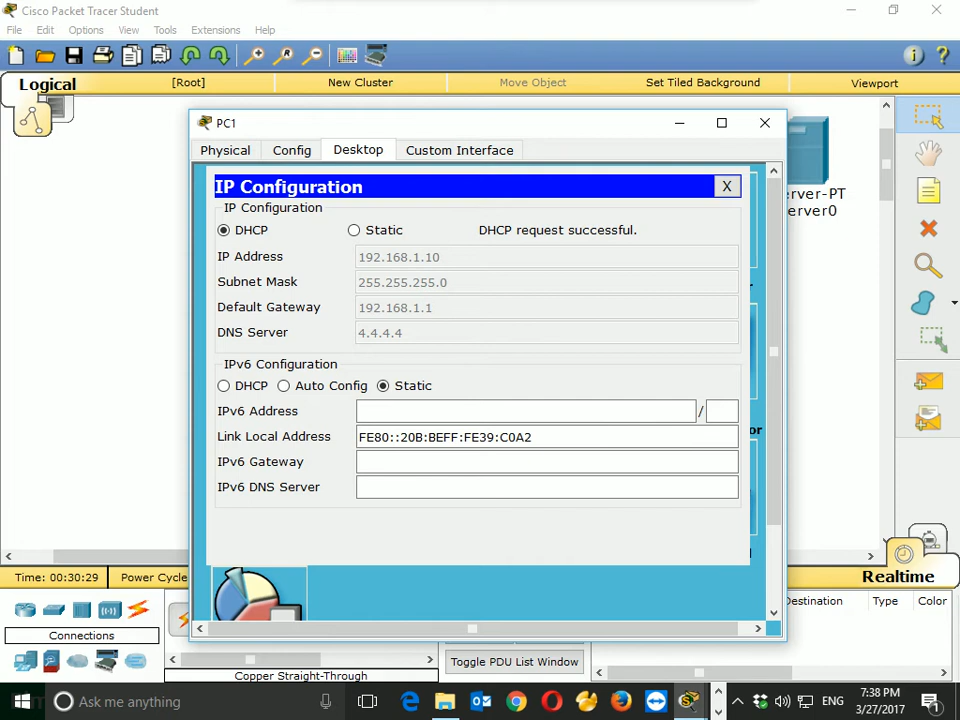 Cisco Packet Tracer Student
File Edit Options View Tools Extensions Help
Logical [Root] New Cluster Move Object Set Tiled Background Viewport
PC1
Physical Config Desktop Custom Interface
IP Configuration X
IP Configuration
DHCP Static DHCP request successful.
IP Address 192.168.1.10
Subnet Mask 255.255.255.0
Default Gateway 192.168.1.1
DNS Server 4.4.4.4
IPv6 Configuration
DHCP Auto Config Static
IPv6 Address /
Link Local Address FE80::20B:BEFF:FE39:C0A2
IPv6 Gateway
IPv6 DNS Server
erver-PT
erver0
or
Time: 00:30:29 Power Cycle
Realtime
Connections
Copper Straight-Through
Toggle PDU List Window
Destination Type Color
Ask me anything
ENG
7:38 PM
3/27/2017
1